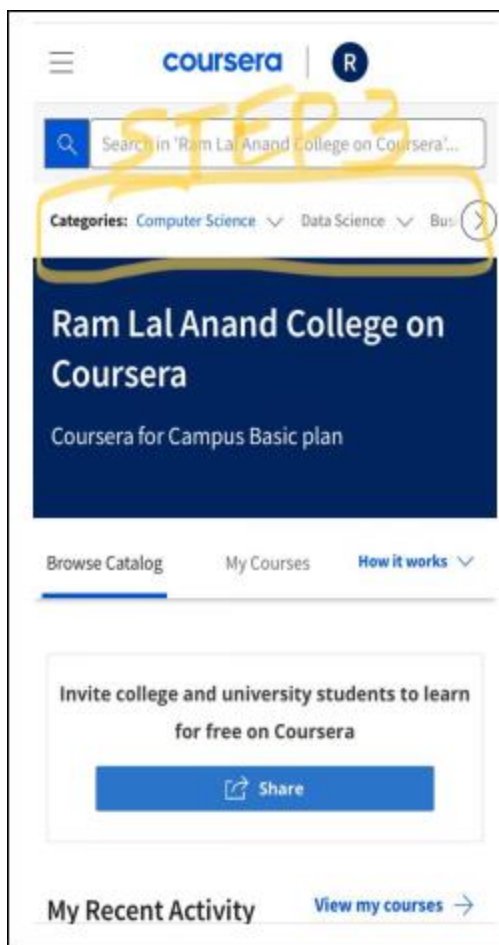 coursera R
STEP 3
Search in 'Ram Lal Anand College on Coursera'...
Categories: Computer Science Data Science Bus
Ram Lal Anand College on
Coursera
Coursera for Campus Basic plan
Browse Catalog My Courses How it works
Invite college and university students to learn
for free on Coursera
Share
My Recent Activity View my courses